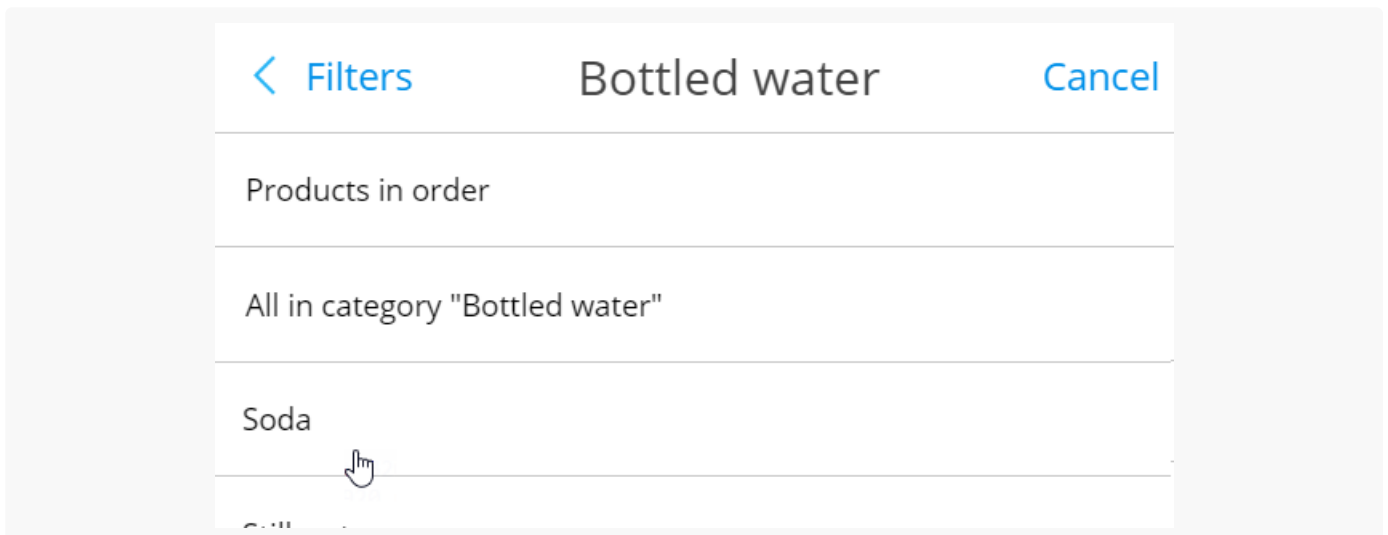 Filters Bottled water Cancel
Products in order
All in category "Bottled water"
Soda